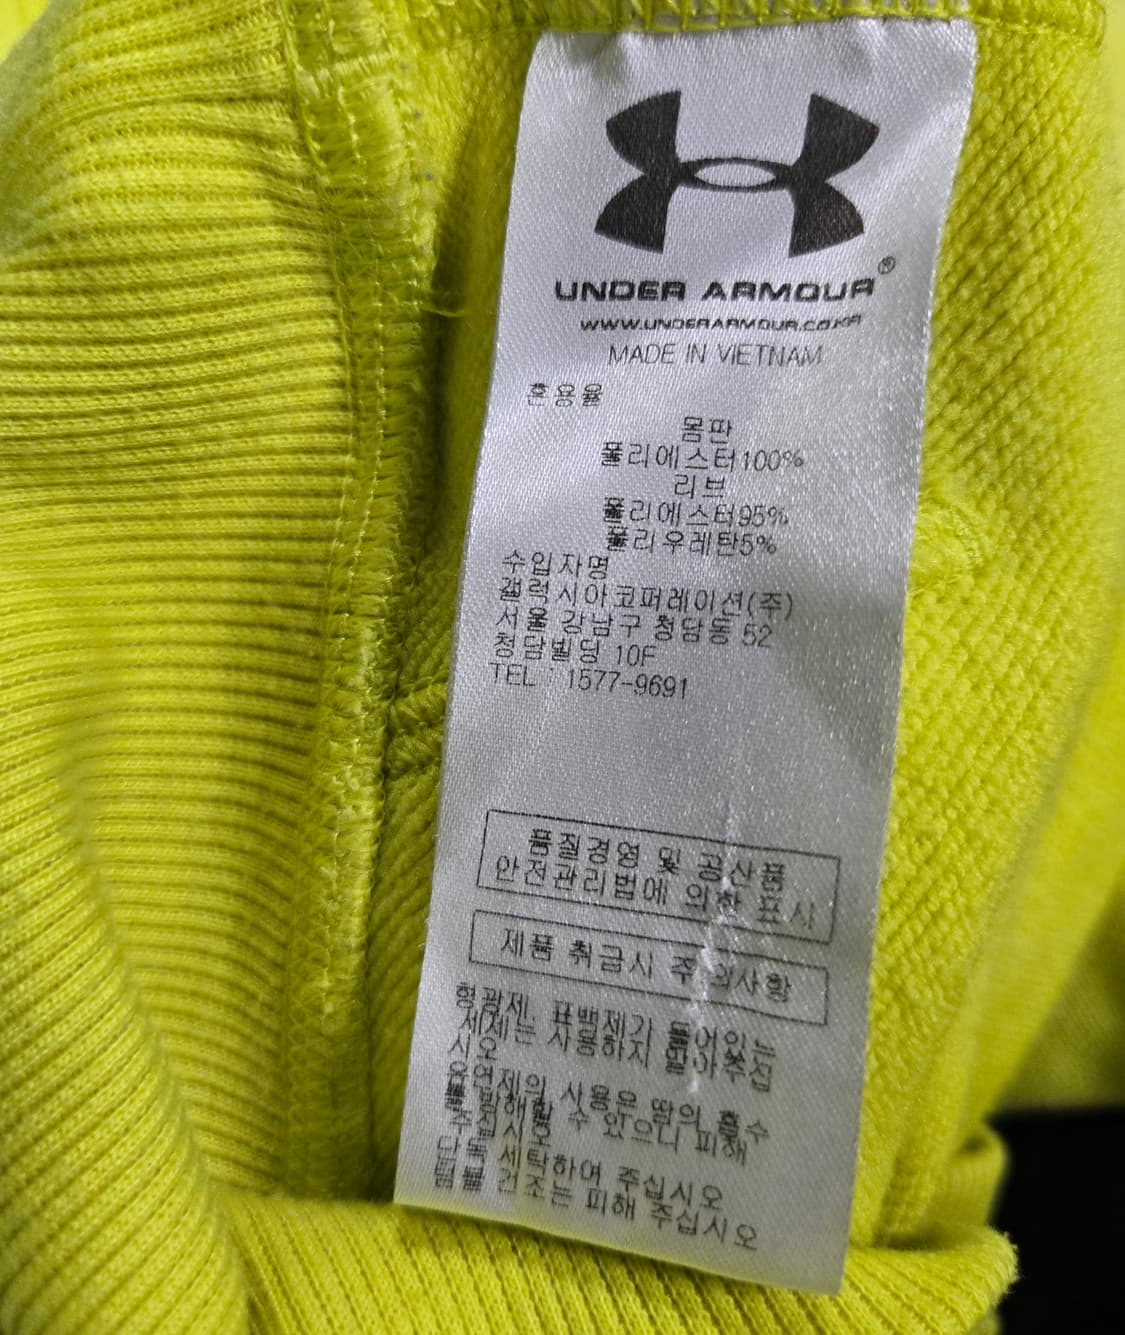 UNDER ARMOUR®
WWW.UNDERARMOUR.CO.KR
MADE IN VIETNAM
혼용율
몸판
폴리에스터100%
리브
폴리에스터95%
폴리우레탄5%
수입자명
갤럭시아코퍼레이션(주)
서울 강남구 청담동 52
청담빌딩 10F
TEL : 1577-9691
품질경영 및 공산품
안전관리법에 의한 표시
제품 취급시 주의사항
형광제, 표백제가 들어있는
세제는 사용하지 말아주십
시오
유연제의 사용은 땀의 흡수
를 방해할 수 있으니 피해
주십시오
단독 세탁하여 주십시오
텀블 건조는 피해 주십시오